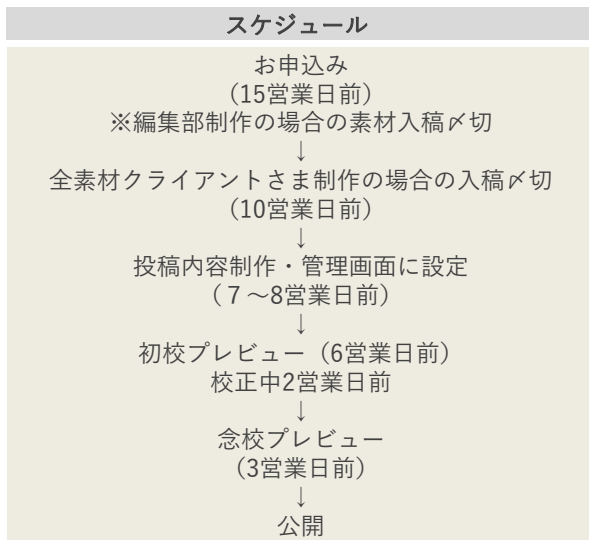 スケジュール
お申込み
(15営業日前)
※編集部制作の場合の素材入稿〆切
↓
全素材クライアントさま制作の場合の入稿〆切
(10営業日前)
↓
投稿内容制作・管理画面に設定
(７～8営業日前)
↓
初校プレビュー（6営業日前）
校正中2営業日前
↓
念校プレビュー
(3営業日前)
↓
公開